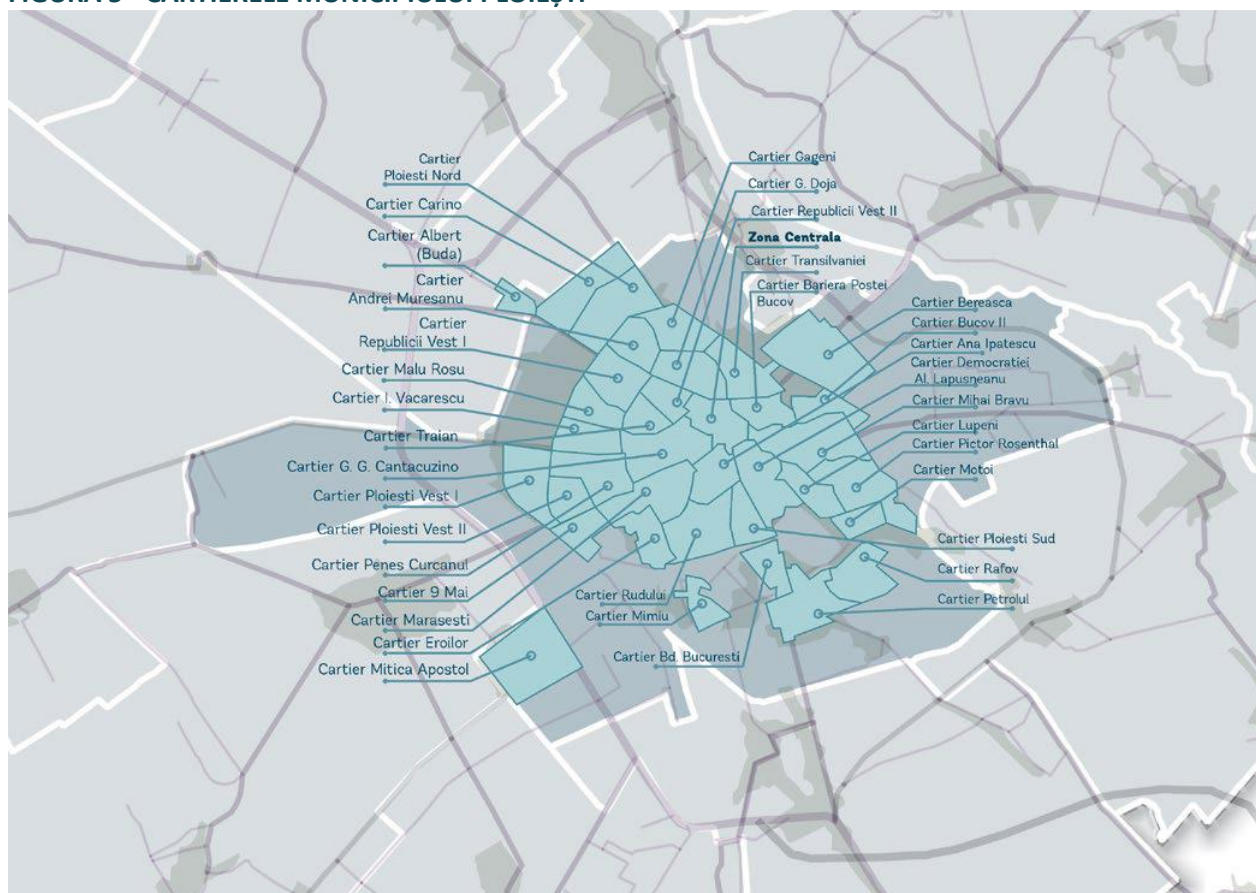 Cartier
Ploiesti Nord
Cartier Carino
Cartier Albert
(Buda)
Cartier
Andrei Muresanu
Cartier
Republicii Vest I
Cartier Malu Rosu
Cartier I. Vacarescu
Cartier Traian
Cartier G. G. Cantacuzino
Cartier Ploiesti Vest I
Cartier Ploiesti Vest II
Cartier Penes Curcanul
Cartier 9 Mai
Cartier Marasesti
Cartier Eroilor
Cartier Mitica Apostol
Cartier Gageni
Cartier G. Doja
Cartier Republicii Vest II
Zona Centrala
Cartier Transilvaniei
Cartier Bariera Postei
Bucov
Cartier Bereasca
Cartier Bucov II
Cartier Ana Ipatescu
Cartier Democratiei
Al. Lapusneanu
Cartier Mihai Bravu
Cartier Lupeni
Cartier Pictor Rosenthal
Cartier Motoi
Cartier Ploiesti Sud
Cartier Rafov
Cartier Petrolul
Cartier Rudului
Cartier Mimiu
Cartier Bd. Bucuresti